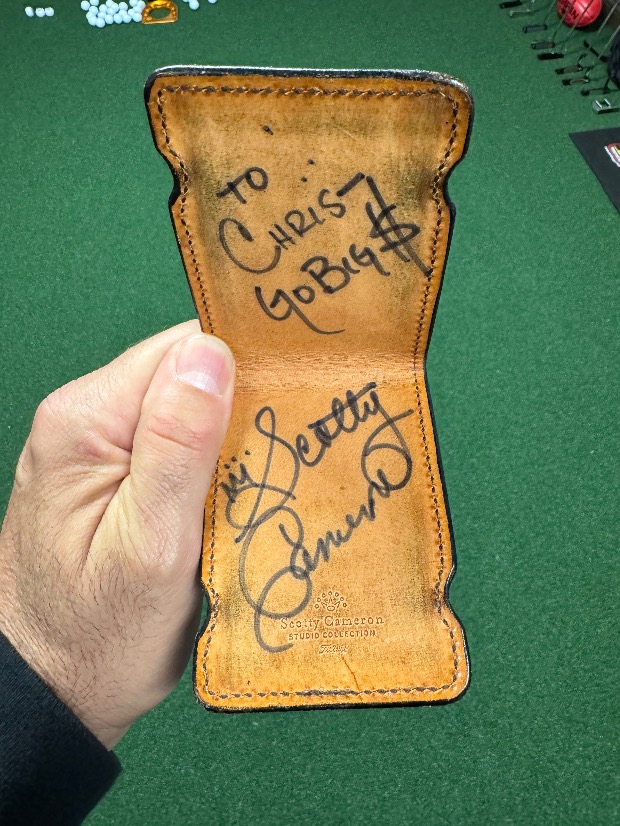 TO
CHRIS
GO BIG $
Scotty
Cameron
Scotty Cameron
STUDIO COLLECTION